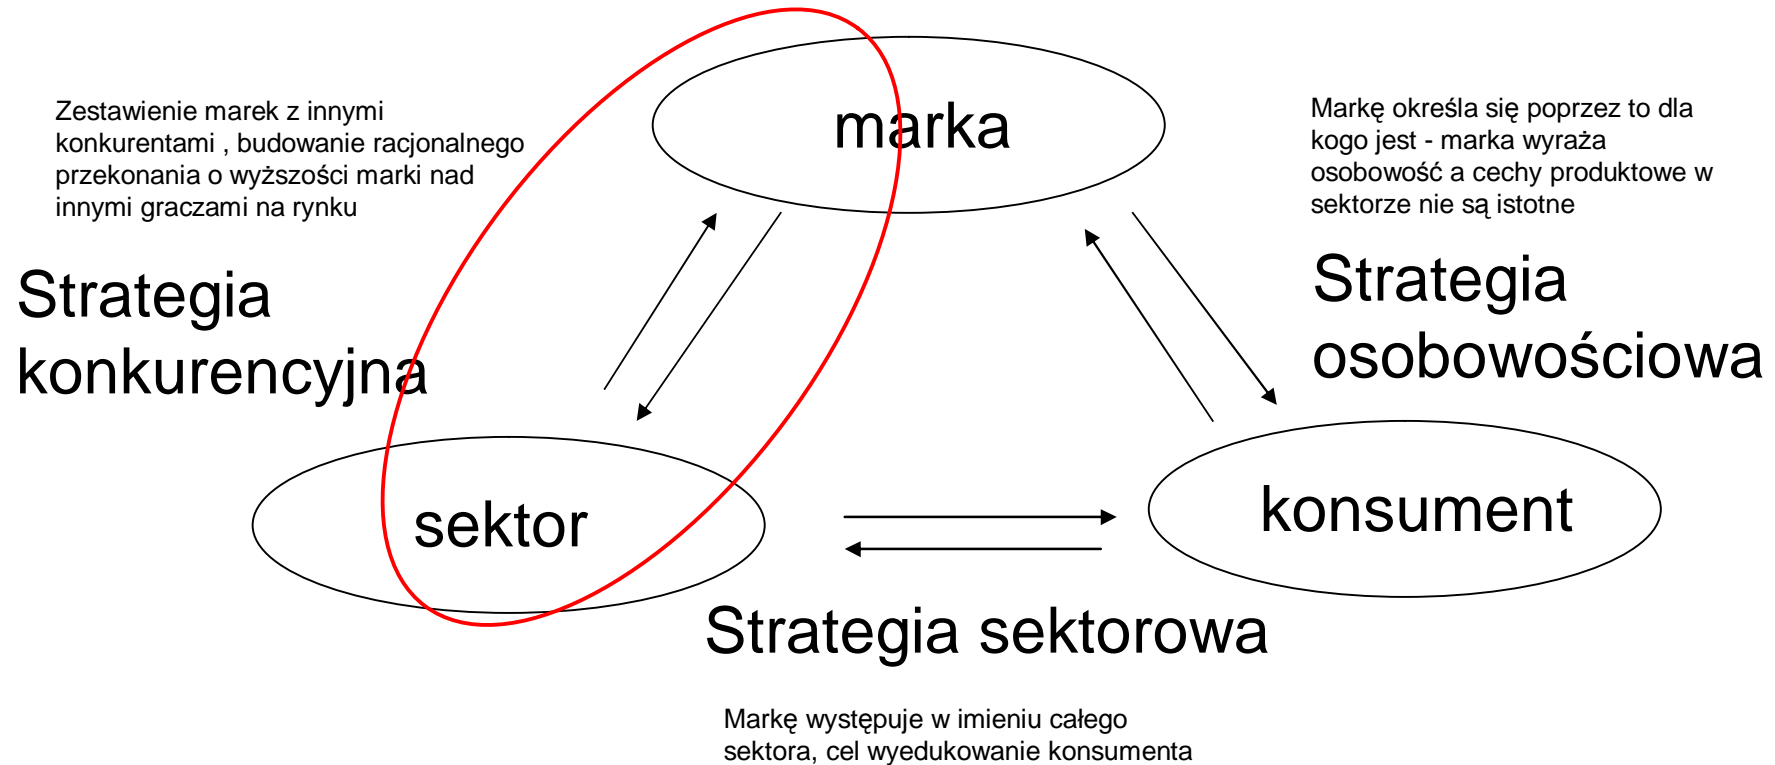 marka
Zestawienie marek z innymi
konkurentami , budowanie racjonalnego
przekonania o wyższości marki nad
innymi graczami na rynku
Markę określa się poprzez to dla
kogo jest - marka wyraża
osobowość a cechy produktowe w
sektorze nie są istotne
Strategia
konkurencyjna
Strategia
osobowościowa
sektor
konsument
Strategia sektorowa
Markę występuje w imieniu całego
sektora, cel wyedukowanie konsumenta